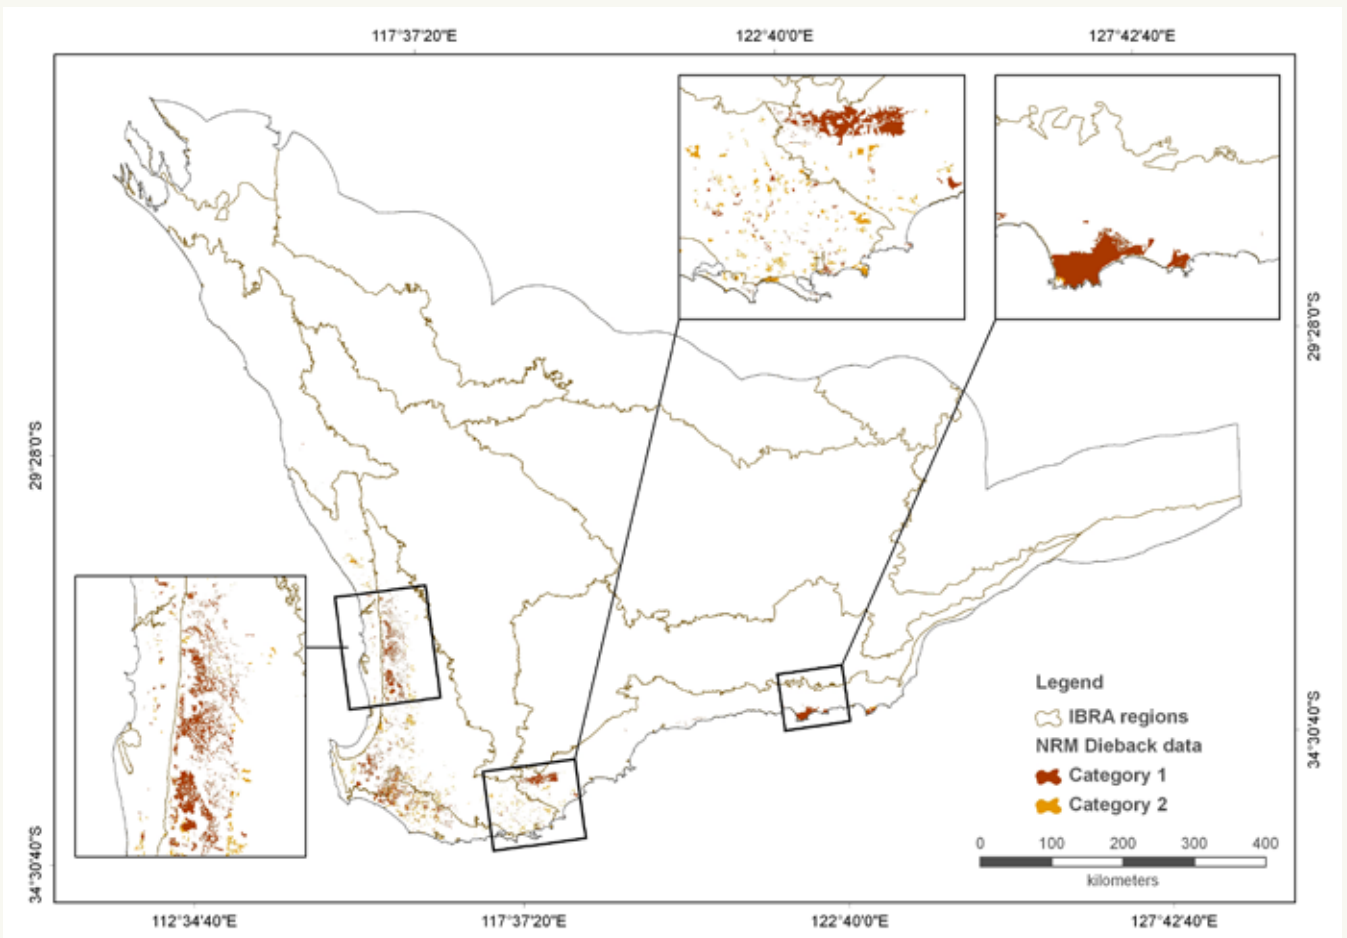 117°37'20"E
122°40'0"E
127°42'40"E
29°28'0"S
29°28'0"S
Legend
IBRA regions
NRM Dieback data
Category 1
Category 2
34°30'40"S
34°30'40"S
0 100 200 300 400
kilometers
112°34'40"E
117°37'20"E
122°40'0"E
127°42'40"E